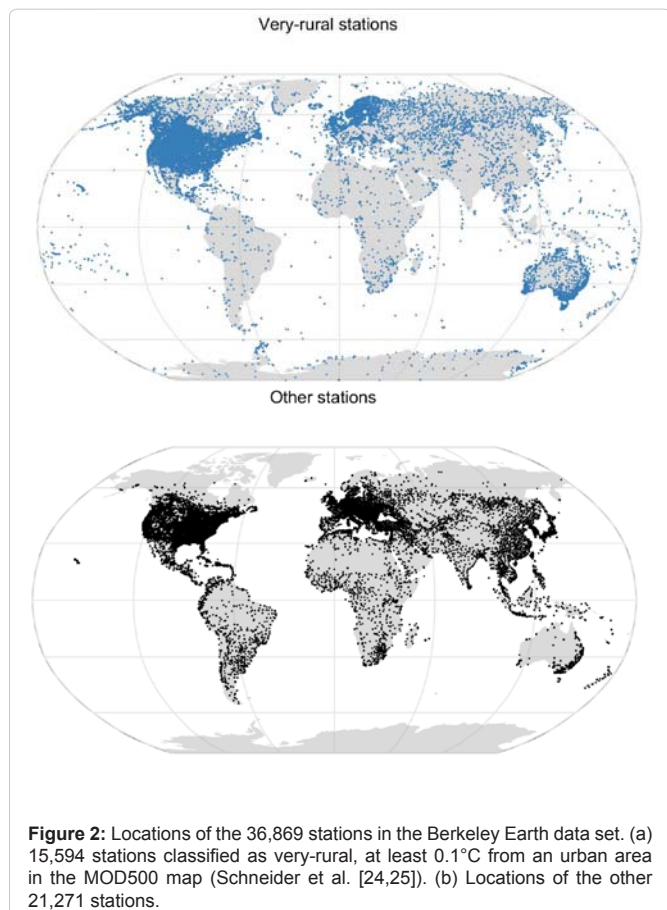 Very-rural stations
Other stations
Figure 2: Locations of the 36,869 stations in the Berkeley Earth data set. (a)
15,594 stations classified as very-rural, at least 0.1°C from an urban area
in the MOD500 map (Schneider et al. [24,25]). (b) Locations of the other
21,271 stations.